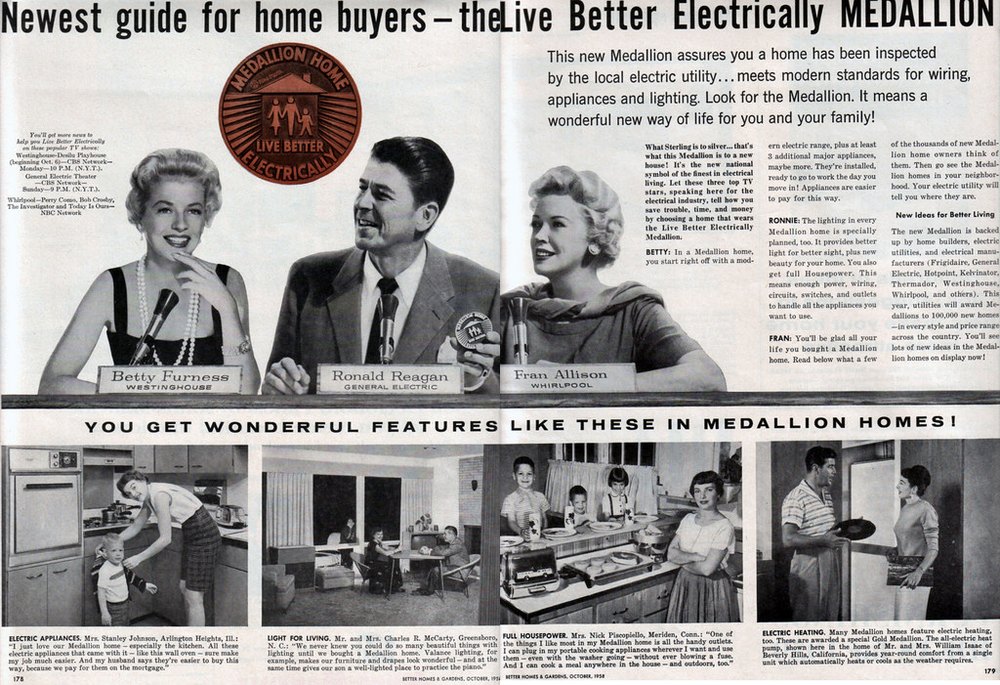 Newest guide for home buyers – the Live Better Electrically MEDALLION
MEDALLION HOME
LIVE BETTER
ELECTRICALLY
This new Medallion assures you a home has been inspected
by the local electric utility...meets modern standards for wiring,
appliances and lighting. Look for the Medallion. It means a
wonderful new way of life for you and your family!
You'll get more news to
help you Live Better Electrically
on these popular TV shows:
Westinghouse-Desilu Playhouse
(beginning Oct. 6)—CBS Network—
Monday—10 P.M. (N.Y.T.).
General Electric Theater
—CBS Network—
Sunday—9 P.M. (N.Y.T.).
Whirlpool—Perry Como, Bob Crosby,
The Investigator and Today Is Ours—
NBC Network
What Sterling is to silver... that's
what this Medallion is to a new
house! It's the new national
symbol of the finest in electrical
living. Let these three top TV
stars, speaking here for the
electrical industry, tell how you
save trouble, time, and money
by choosing a home that wears
the Live Better Electrically
Medallion.
BETTY: In a Medallion home,
you start right off with a mod-
ern electric range, plus at least
3 additional major appliances,
maybe more. They're installed,
ready to go to work the day you
move in! Appliances are easier
to pay for this way.
RONNIE: The lighting in every
Medallion home is specially
planned, too. It provides better
light for better sight, plus new
beauty for your home. You also
get full Housepower. This
means enough power, wiring,
circuits, switches, and outlets
to handle all the appliances you
want to use.
FRAN: You'll be glad all your
life you bought a Medallion
home. Read below what a few
of the thousands of new Medal-
lion home owners think of
them. Then go see the Medal-
lion homes in your neighbor-
hood. Your electric utility will
tell you where they are.
New Ideas for Better Living
The new Medallion is backed
up by home builders, electric
utilities, and electrical manu-
facturers (Frigidaire, General
Electric, Hotpoint, Kelvinator,
Thermador, Westinghouse,
Whirlpool, and others). This
year, utilities will award Me-
dallions to 100,000 new homes
—in every style and price range
across the country. You'll see
lots of new ideas in the Medal-
lion homes on display now!
Betty Furness
WESTINGHOUSE
Ronald Reagan
GENERAL ELECTRIC
Fran Allison
WHIRLPOOL
YOU GET WONDERFUL FEATURES LIKE THESE IN MEDALLION HOMES!
ELECTRIC APPLIANCES. Mrs. Stanley Johnson, Arlington Heights, Ill.:
"I just love our Medallion home – especially the kitchen. All these
electric appliances that came with it – like this wall oven – sure make
my job much easier. And my husband says they're easier to buy this
way, because we pay for them on the mortgage."
LIGHT FOR LIVING. Mr. and Mrs. Charles R. McCarty, Greensboro,
N. C.: "We never knew you could do so many beautiful things with
lighting until we bought a Medallion home. Valance lighting, for
example, makes our furniture and drapes look wonderful – and at the
same time gives our son a well-lighted place to practice the piano."
FULL HOUSEPOWER. Mrs. Nick Piscopiello, Meriden, Conn.: "One of
the things I like most in my Medallion home is all the handy outlets.
I can plug in my portable cooking appliances wherever I want and use
them – even with the washer going – without ever blowing a fuse.
And I can cook a meal anywhere in the house – and outdoors, too."
ELECTRIC HEATING. Many Medallion homes feature electric heating,
too. These are awarded a special Gold Medallion. The all-electric heat
pump, shown here in the home of Mr. and Mrs. William Isaac of
Beverly Hills, California, provides year-round comfort from a single
unit which automatically heats or cools as the weather requires.
178
BETTER HOMES & GARDENS, OCTOBER,
BETTER HOMES & GARDENS, OCTOBER, 1958
179